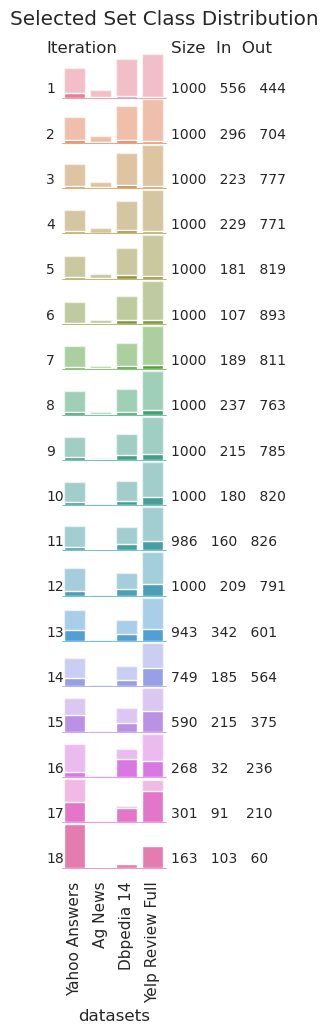 Selected Set Class Distribution
Iteration Size In Out
1 1000 556 444
2 1000 296 704
3 1000 223 777
4 1000 229 771
5 1000 181 819
6 1000 107 893
7 1000 189 811
8 1000 237 763
9 1000 215 785
10 1000 180 820
11 986 160 826
12 1000 209 791
13 943 342 601
14 749 185 564
15 590 215 375
16 268 32 236
17 301 91 210
18 163 103 60
Yahoo Answers
Ag News
Dbpedia 14
Yelp Review Full
datasets